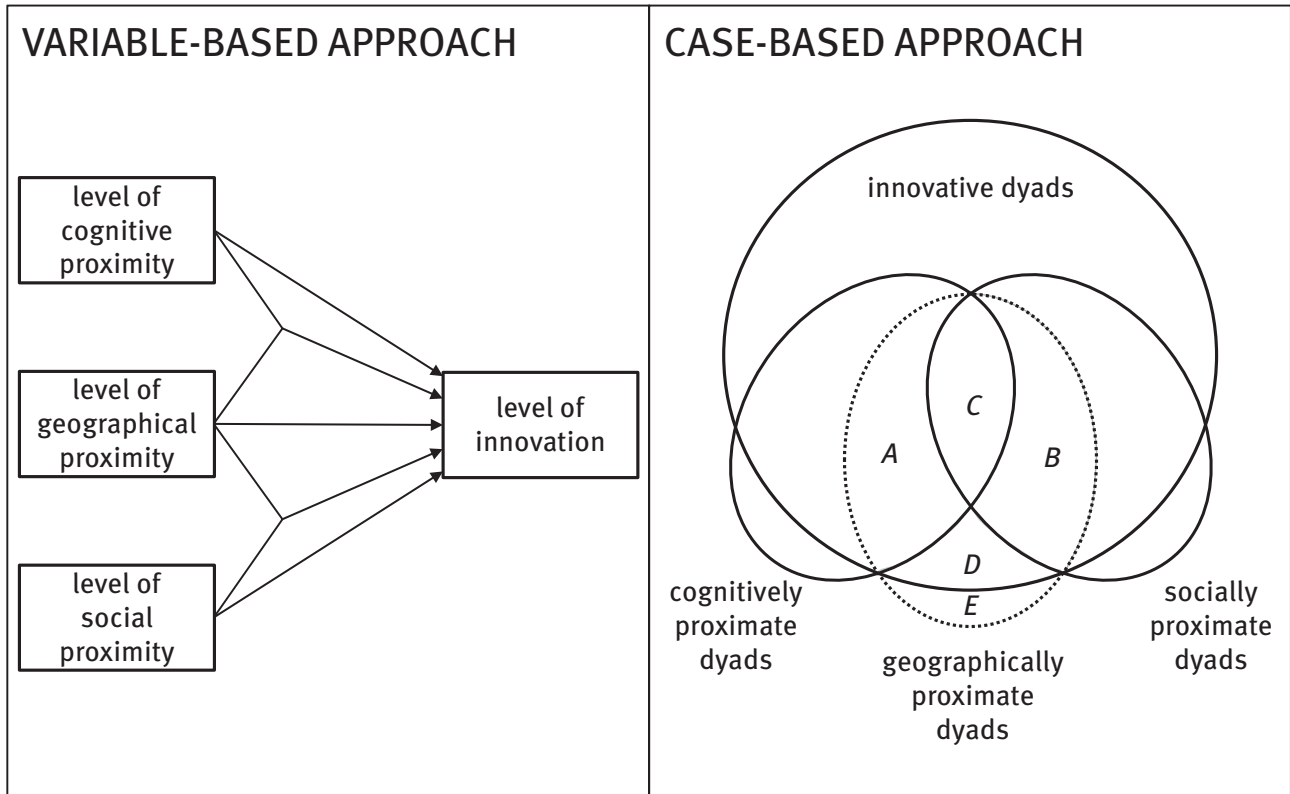 VARIABLE-BASED APPROACH
level of
cognitive
proximity
level of
geographical
proximity
level of
social
proximity
level of
innovation
CASE-BASED APPROACH
innovative dyads
C
A
B
D
E
cognitively
proximate
dyads
geographically
proximate
dyads
socially
proximate
dyads